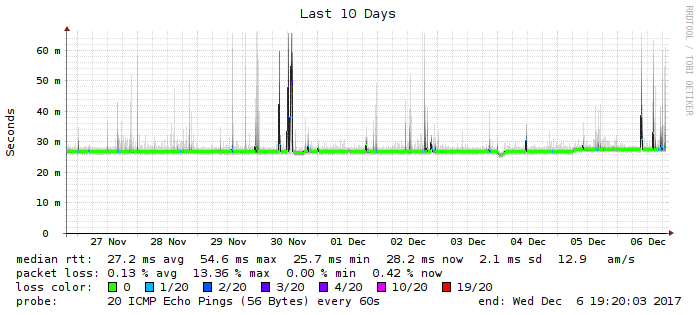 Last 10 Days
RRDTOOL / TOBI OETIKER
Seconds
60 m
50 m
40 m
30 m
20 m
10 m
0
27 Nov 28 Nov 29 Nov 30 Nov 01 Dec 02 Dec 03 Dec 04 Dec 05 Dec 06 Dec
median rtt: 27.2 ms avg 54.6 ms max 25.7 ms min 28.2 ms now 2.1 ms sd 12.9 am/s
packet loss: 0.13 % avg 13.36 % max 0.00 % min 0.42 % now
loss color: 0 1/20 2/20 3/20 4/20 10/20 19/20
probe: 20 ICMP Echo Pings (56 Bytes) every 60s end: Wed Dec 6 19:20:03 2017